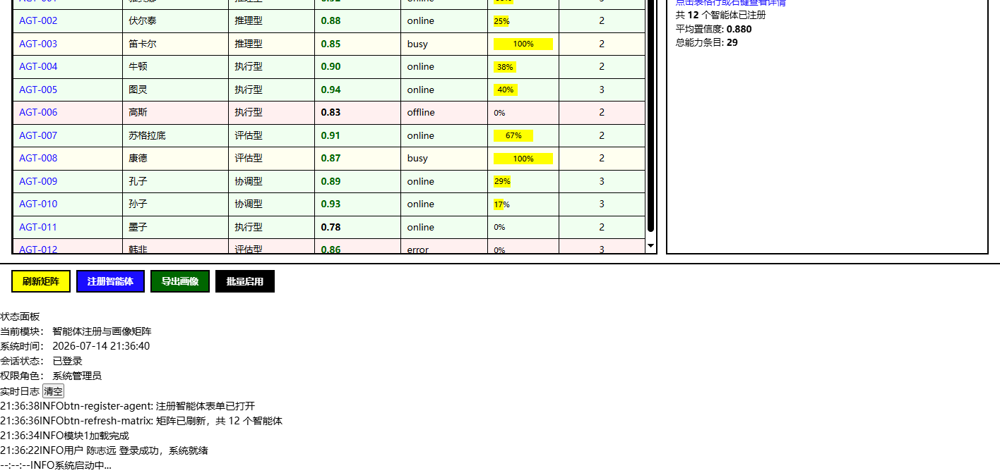 AGT-002 伏尔泰 推理型 0.88 online 25% 2
AGT-003 笛卡尔 推理型 0.85 busy 100% 2
AGT-004 牛顿 执行型 0.90 online 38% 2
AGT-005 图灵 执行型 0.94 online 40% 3
AGT-006 高斯 执行型 0.83 offline 0% 2
AGT-007 苏格拉底 评估型 0.91 online 67% 2
AGT-008 康德 评估型 0.87 busy 100% 2
AGT-009 孔子 协调型 0.89 online 29% 3
AGT-010 孙子 协调型 0.93 online 17% 3
AGT-011 墨子 执行型 0.78 online 0% 2
AGT-012 韩非 评估型 0.86 error 0% 3
点击表格行或右键查看详情
共 12 个智能体已注册
平均置信度: 0.880
总能力条目: 29
刷新矩阵 注册智能体 导出画像 批量启用
状态面板
当前模块： 智能体注册与画像矩阵
系统时间： 2026-07-14 21:36:40
会话状态： 已登录
权限角色： 系统管理员
实时日志 清空
21:36:38INFObtn-register-agent: 注册智能体表单已打开
21:36:36INFObtn-refresh-matrix: 矩阵已刷新，共 12 个智能体
21:36:34INFO模块1加载完成
21:36:22INFO用户 陈志远 登录成功，系统就绪
--:--:--INFO系统启动中...